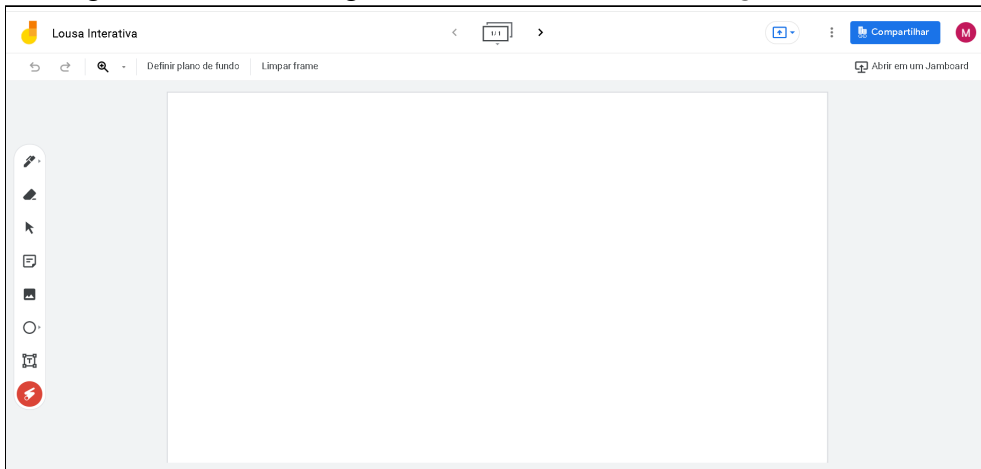 Lousa Interativa
1/1
Compartilhar
M
Definir plano de fundo
Limpar frame
Abrir em um Jamboard
T